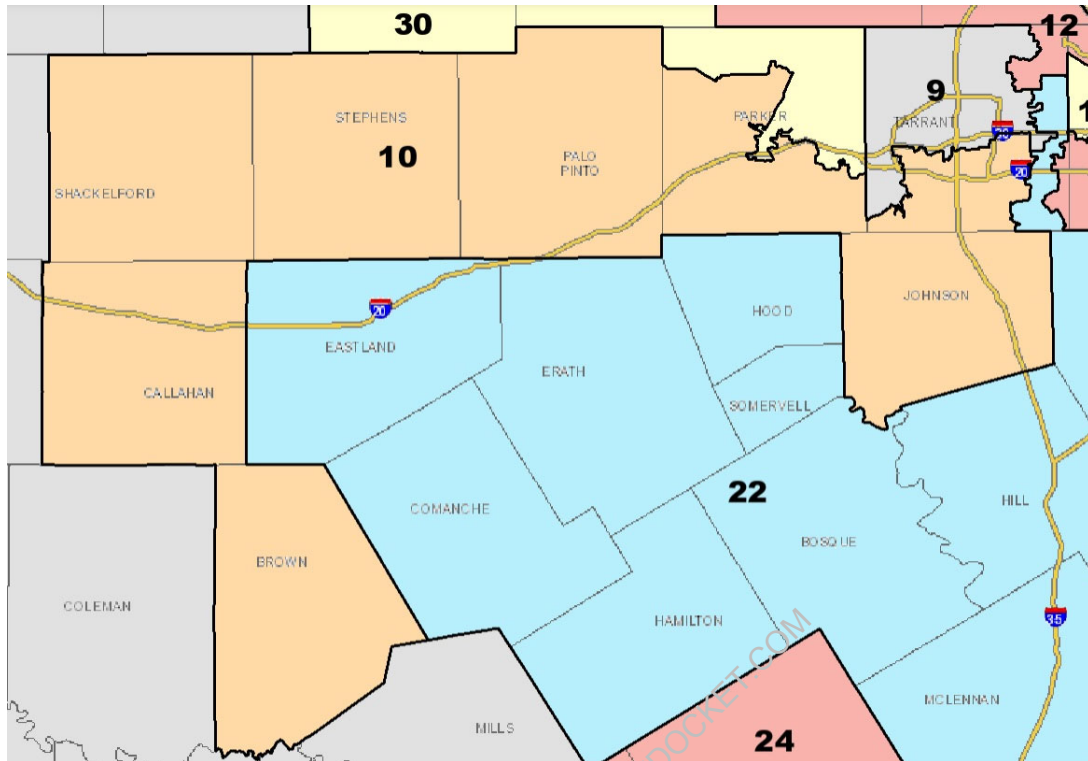 30
12
9
STEPHENS
PARKER
TARRANT
1
10
PALO
PINTO
20
SHACKELFORD
JOHNSON
20
HOOD
EASTLAND
ERATH
CALLAHAN
SOMERVELL
22
COMANCHE
HILL
BOSQUE
BROWN
COLEMAN
HAMILTON
35
MCLENNAN
MILLS
24
DOCKET.COM